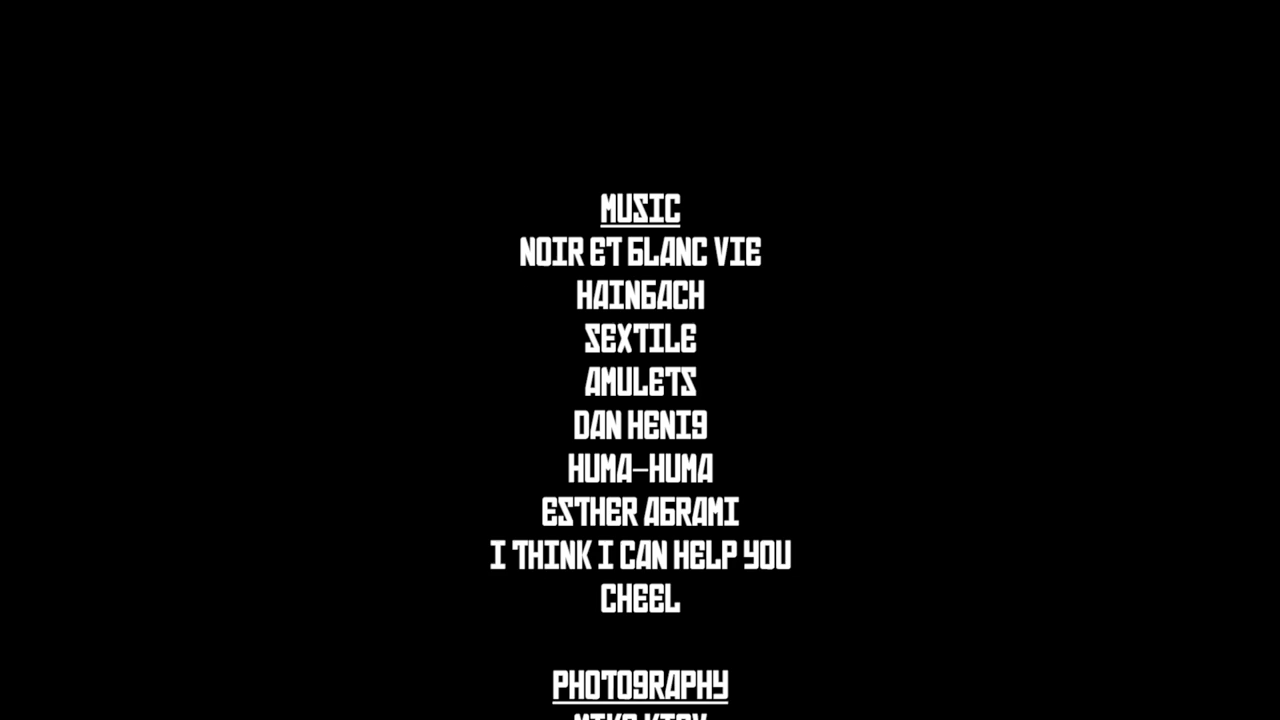 MUSIC
NOIR ET BLANC VIE
HAINBACH
SEXTILE
AMULETS
DAN HENIG
HUMA-HUMA
ESTHER ABRAMI
I THINK I CAN HELP YOU
CHEEL
PHOTOGRAPHY